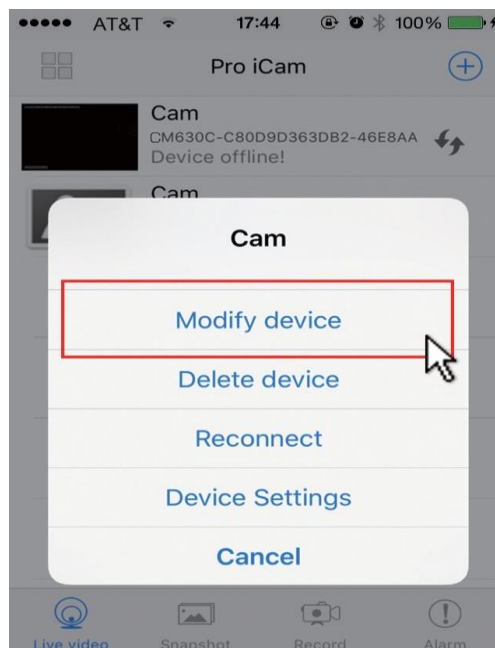 AT&T 17:44 100%
Pro iCam
Cam
CM630C-C80D9D363DB2-46E8AA
Device offline!
Cam
Cam
Modify device
Delete device
Reconnect
Device Settings
Cancel
Live video Snapshot Record Alarm